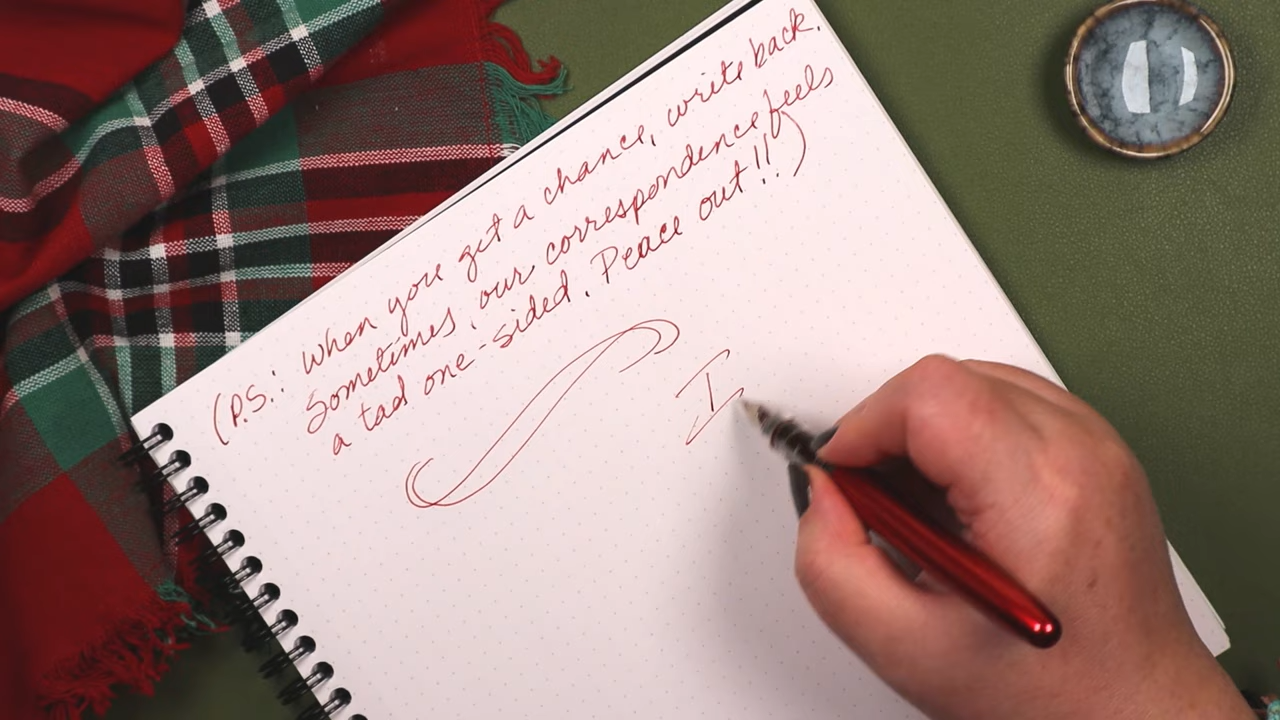 (P.S.: When you get a chance, write back.
Sometimes, our correspondence feels
a tad one-sided. Peace out!!)
I